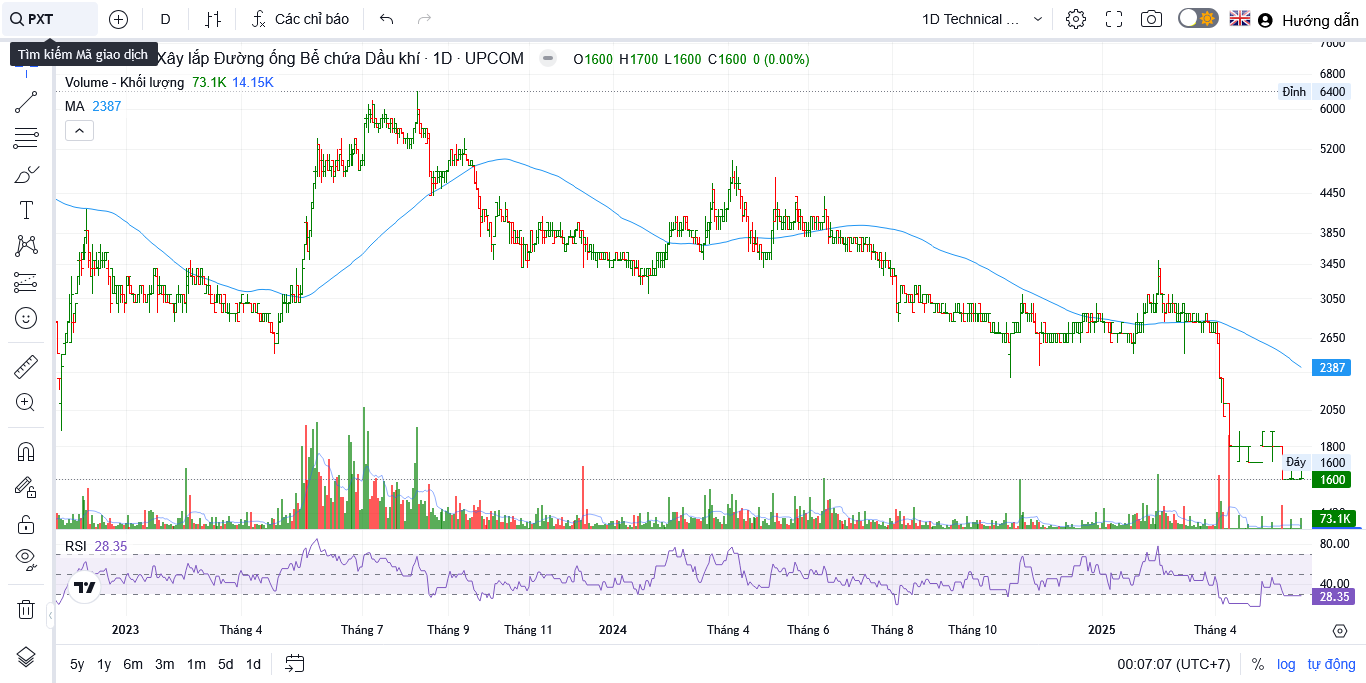 PXT
D
Các chỉ báo
1D Technical ...
Hướng dẫn
Tìm kiếm Mã giao dịch
Xây lắp Đường ống Bể chứa Dầu khí · 1D · UPCOM
O1600 H1700 L1600 C1600 0 (0.00%)
Volume - Khối lượng 73.1K 14.15K
MA 2387
7600
6800
Đỉnh 6400
6000
5200
4450
3850
3450
3050
2650
2387
2050
1800
Đáy 1600
1600
73.1K
RSI 28.35
80.00
40.00
28.35
2023 Tháng 4 Tháng 7 Tháng 9 Tháng 11 2024 Tháng 4 Tháng 6 Tháng 8 Tháng 10 2025 Tháng 4
5y 1y 6m 3m 1m 5d 1d
00:07:07 (UTC+7) % log tự động